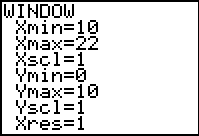 WINDOW
Xmin=10
Xmax=22
Xscl=1
Ymin=0
Ymax=10
Yscl=1
Xres=1